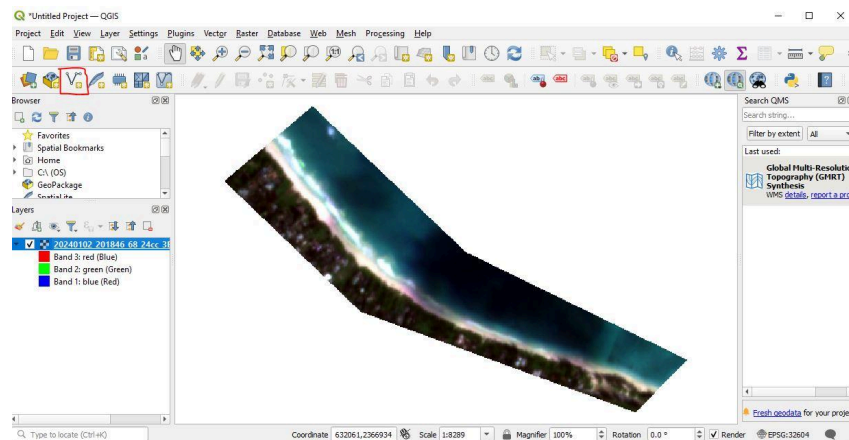 *Untitled Project — QGIS
Project Edit View Layer Settings Plugins Vector Raster Database Web Mesh Processing Help
Browser
Favorites
Spatial Bookmarks
Home
C:\ (OS)
GeoPackage
SpatiaLite
Layers
20240102_201846_68_24cc_3B
Band 3: red (Blue)
Band 2: green (Green)
Band 1: blue (Red)
Search QMS
Search string...
Filter by extent All
Last used:
Global Multi-Resolutic
Topography (GMRT)
Synthesis
WMS details, report a pro
Fresh geodata for your proje
Type to locate (Ctrl+K) Coordinate 632061,2366934 Scale 1:8289 Magnifier 100% Rotation 0.0 ° Render EPSG:32604